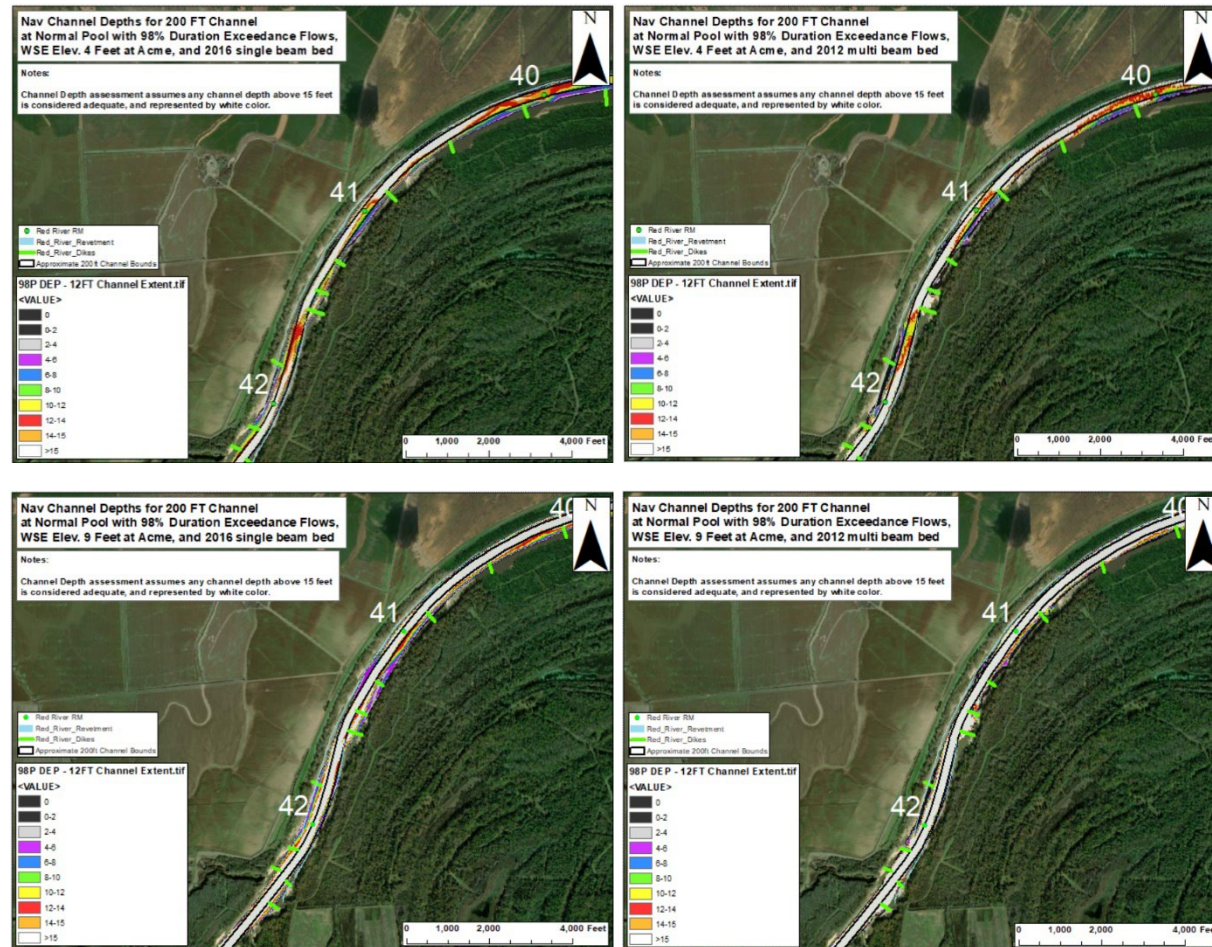 Nav Channel Depths for 200 FT Channel
at Normal Pool with 98% Duration Exceedance Flows,
WSE Elev. 4 Feet at Acme, and 2016 single beam bed
Notes:
Channel Depth assessment assumes any channel depth above 15 feet
is considered adequate, and represented by white color.
N
40
41
42
Red River RM
Red_River_Revetment
Red_River_Dikes
Approximate 200ft Channel Bounds
98P DEP - 12FT Channel Extent.tif
<VALUE>
0
0-2
2-4
4-6
6-8
8-10
10-12
12-14
14-15
>15
0 1,000 2,000 4,000 Feet
Nav Channel Depths for 200 FT Channel
at Normal Pool with 98% Duration Exceedance Flows,
WSE Elev. 4 Feet at Acme, and 2012 multi beam bed
Notes:
Channel Depth assessment assumes any channel depth above 15 feet
is considered adequate, and represented by white color.
N
40
41
42
Red River RM
Red_River_Revetment
Red_River_Dikes
Approximate 200ft Channel Bounds
98P DEP - 12FT Channel Extent.tif
<VALUE>
0
0-2
2-4
4-6
6-8
8-10
10-12
12-14
14-15
>15
0 1,000 2,000 4,000 Feet
Nav Channel Depths for 200 FT Channel
at Normal Pool with 98% Duration Exceedance Flows,
WSE Elev. 9 Feet at Acme, and 2016 single beam bed
Notes:
Channel Depth assessment assumes any channel depth above 15 feet
is considered adequate, and represented by white color.
N
40
41
42
Red River RM
Red_River_Revetment
Red_River_Dikes
Approximate 200ft Channel Bounds
98P DEP - 12FT Channel Extent.tif
<VALUE>
0
0-2
2-4
4-6
6-8
8-10
10-12
12-14
14-15
>15
0 1,000 2,000 4,000 Feet
Nav Channel Depths for 200 FT Channel
at Normal Pool with 98% Duration Exceedance Flows,
WSE Elev. 9 Feet at Acme, and 2012 multi beam bed
Notes:
Channel Depth assessment assumes any channel depth above 15 feet
is considered adequate, and represented by white color.
N
40
41
42
Red River RM
Red_River_Revetment
Red_River_Dikes
Approximate 200ft Channel Bounds
98P DEP - 12FT Channel Extent.tif
<VALUE>
0
0-2
2-4
4-6
6-8
8-10
10-12
12-14
14-15
>15
0 1,000 2,000 4,000 Feet